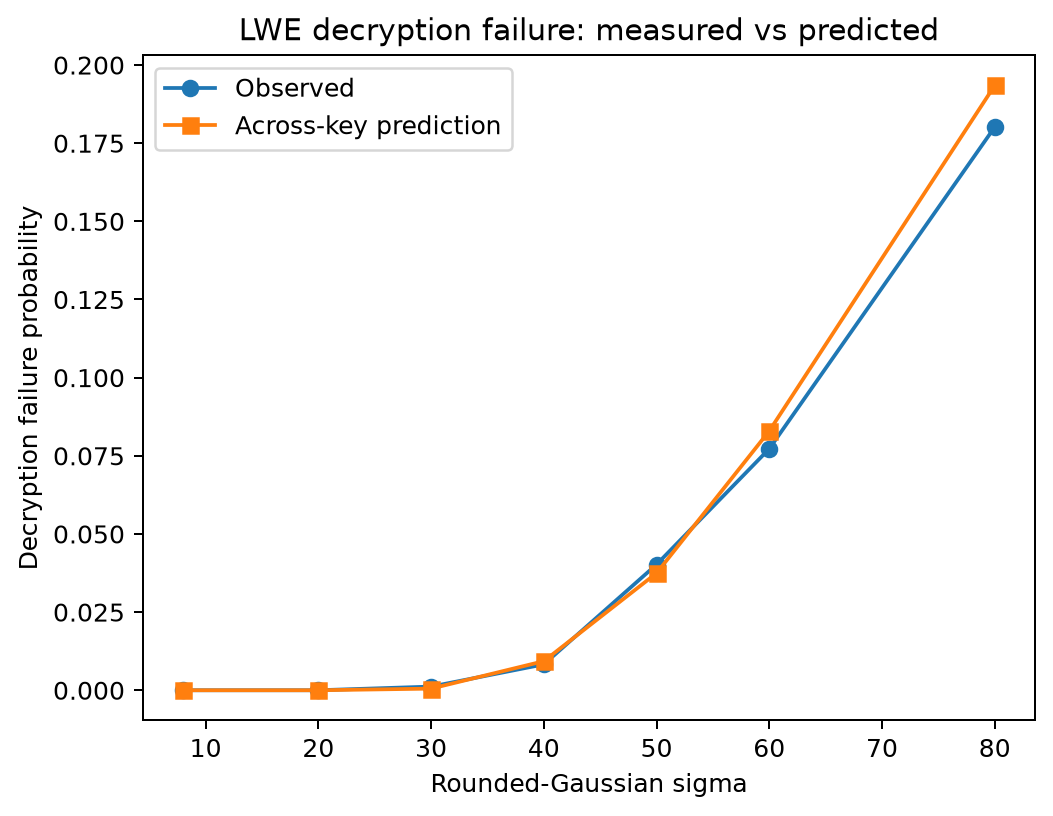 LWE decryption failure: measured vs predicted
Observed
Across-key prediction
Decryption failure probability
0.200
0.175
0.150
0.125
0.100
0.075
0.050
0.025
0.000
10 20 30 40 50 60 70 80
Rounded-Gaussian sigma